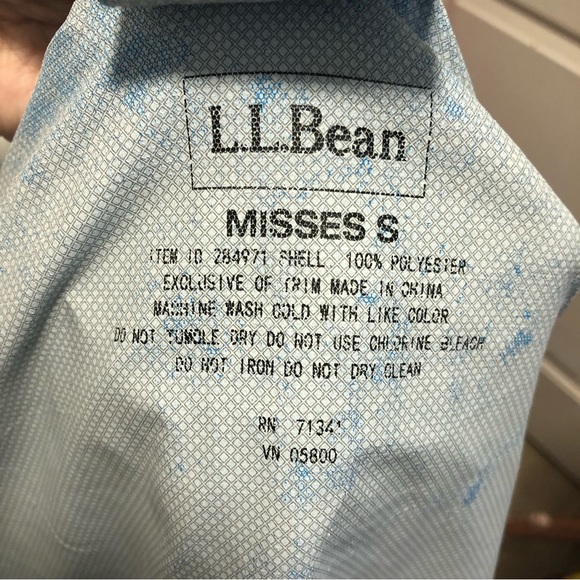 L.L.Bean
MISSES S
ITEM ID 284971 SHELL: 100% POLYESTER
EXCLUSIVE OF TRIM MADE IN CHINA
MACHINE WASH COLD WITH LIKE COLOR
DO NOT TUMBLE DRY DO NOT USE CHLORINE BLEACH
DO NOT IRON DO NOT DRY CLEAN
RN 71341
VN 05800